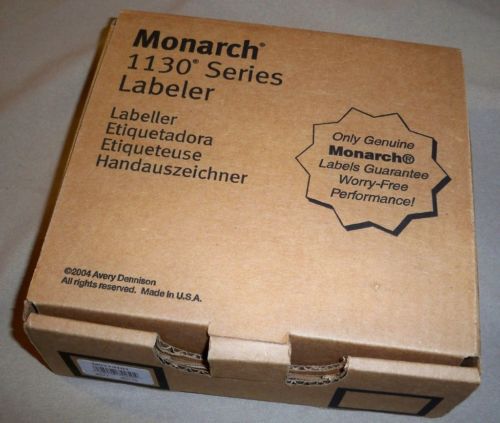 Monarch®
1130® Series
Labeler
Labeller
Etiquetadora
Etiqueteuse
Handauszeichner
Only Genuine
Monarch®
Labels Guarantee
Worry-Free
Performance!
©2004 Avery Dennison
All rights reserved. Made in U.S.A.